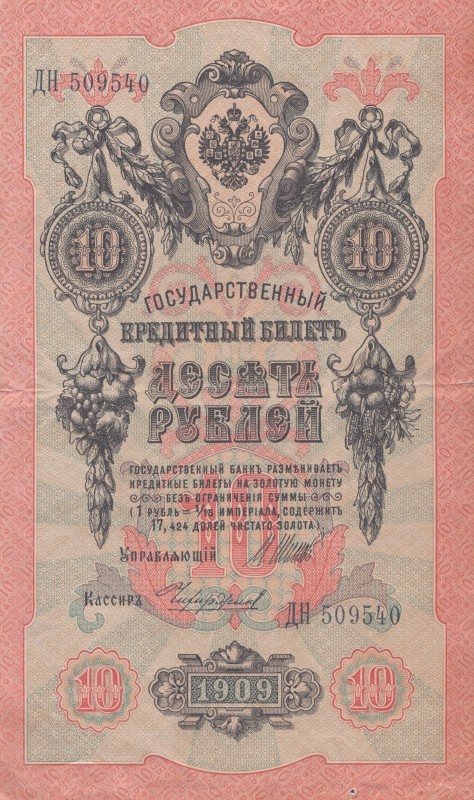 ДН 509540
10 10
ГОСУДАРСТВЕННЫЙ
КРЕДИТНЫЙ БИЛЕТЪ
ДЕСЯТЬ
РУБЛЕЙ
ГОСУДАРСТВЕННЫЙ БАНКЪ РАЗМѢНИВАЕТЪ
КРЕДИТНЫЕ БИЛЕТЫ НА ЗОЛОТУЮ МОНЕТУ
БЕЗЪ ОГРАНИЧЕНІЯ СУММЫ
(1 РУБЛЬ = 1/15 ИМПЕРІАЛА, СОДЕРЖИТЪ
17,424 ДОЛЕЙ ЧИСТАГО ЗОЛОТА).
10
УПРАВЛЯЮЩІЙ
КАССИРЪ
ДН 509540
10 1909 10